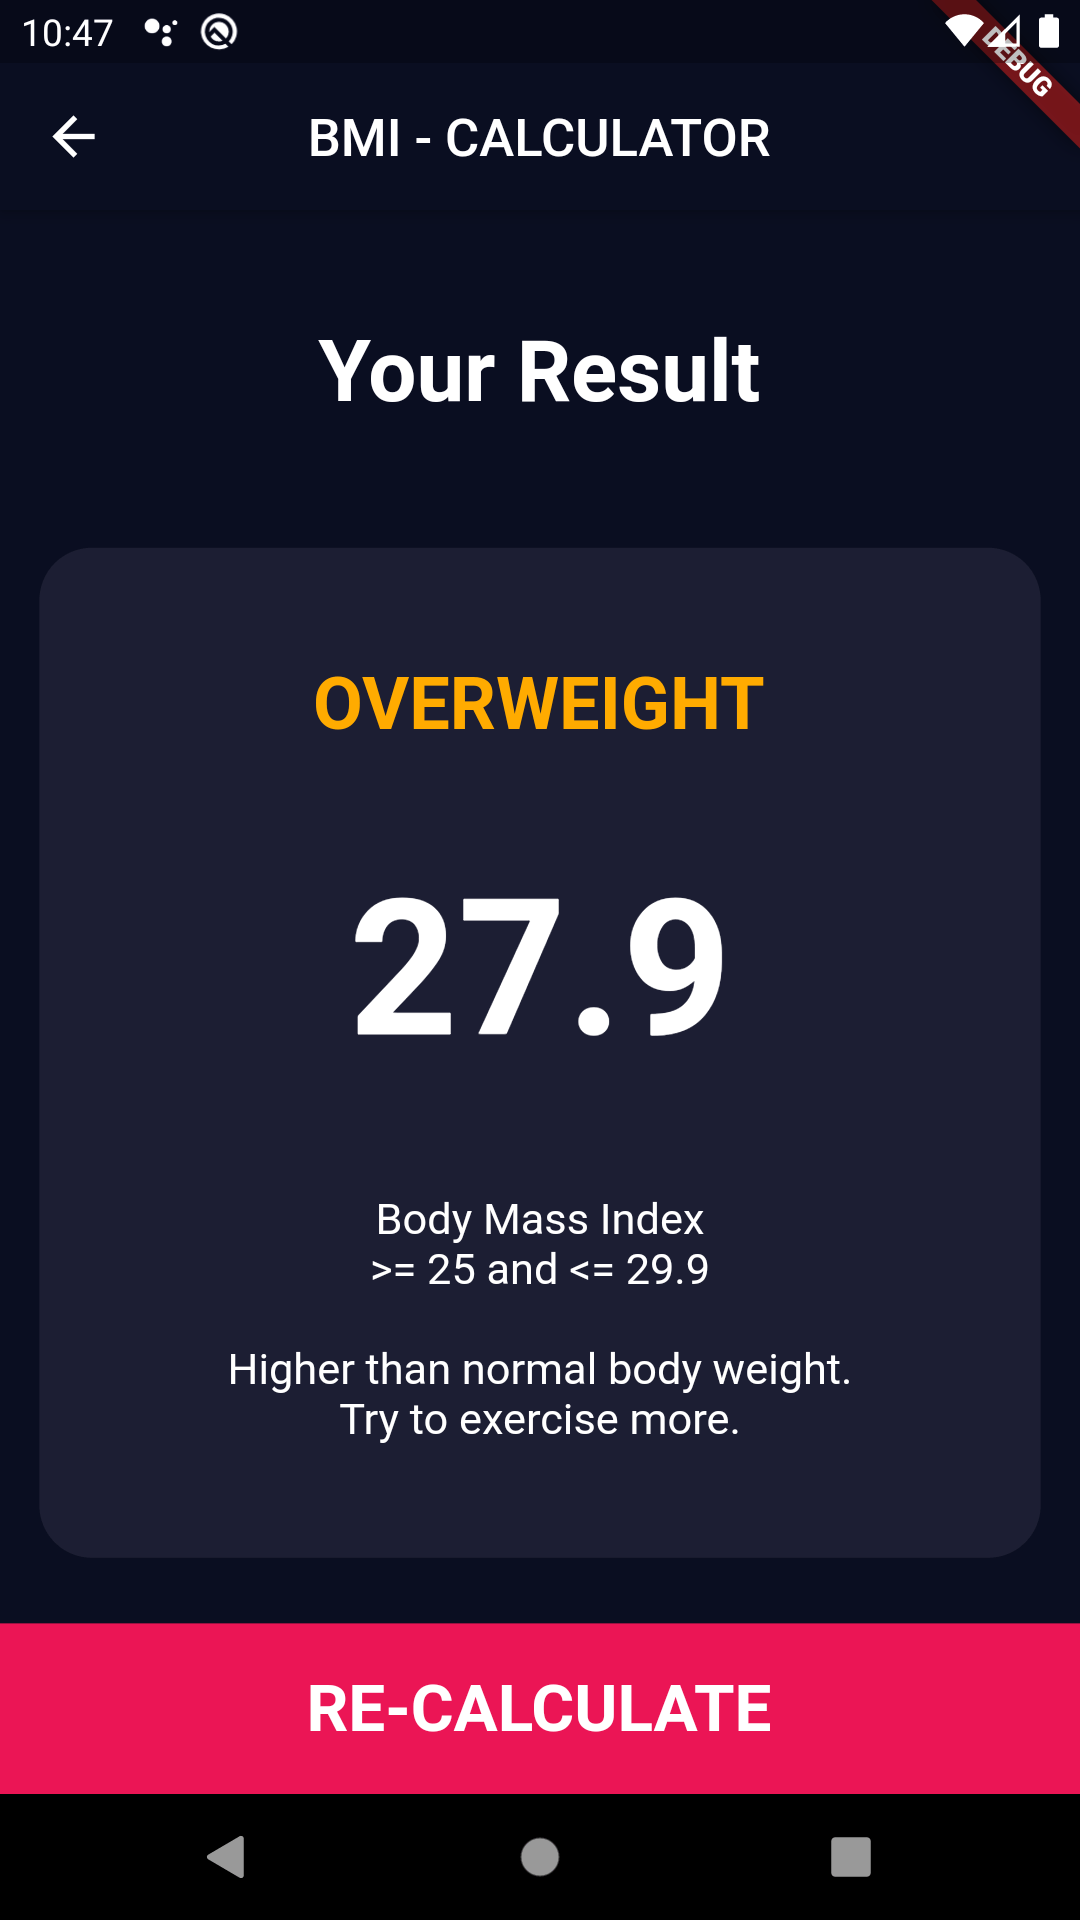 10:47
DEBUG
BMI - CALCULATOR
Your Result
OVERWEIGHT
27.9
Body Mass Index
>= 25 and <= 29.9
Higher than normal body weight.
Try to exercise more.
RE-CALCULATE